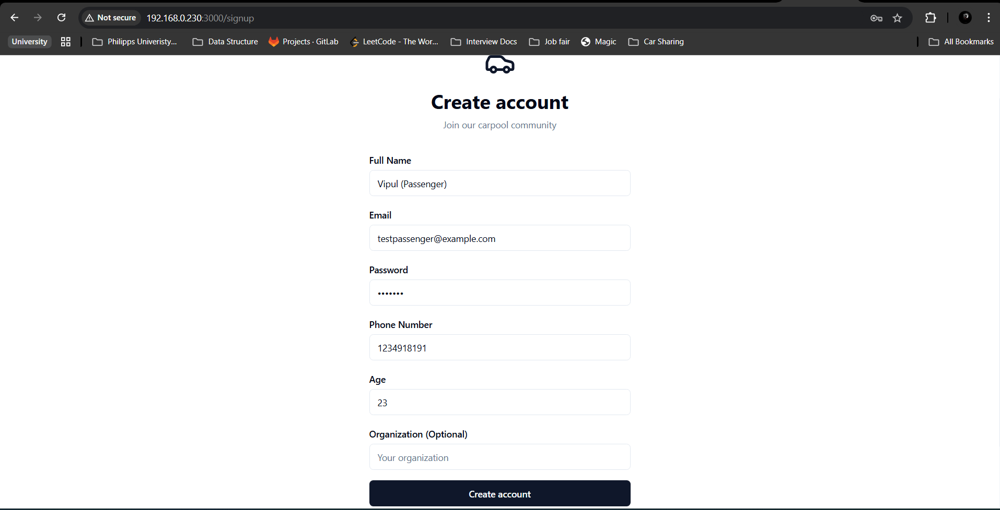 Not secure 192.168.0.230:3000/signup
University Philipps Univeristy... Data Structure Projects · GitLab LeetCode - The Wor... Interview Docs Job fair Magic Car Sharing All Bookmarks
Create account
Join our carpool community
Full Name
Vipul (Passenger)
Email
testpassenger@example.com
Password
•••••••
Phone Number
1234918191
Age
23
Organization (Optional)
Your organization
Create account